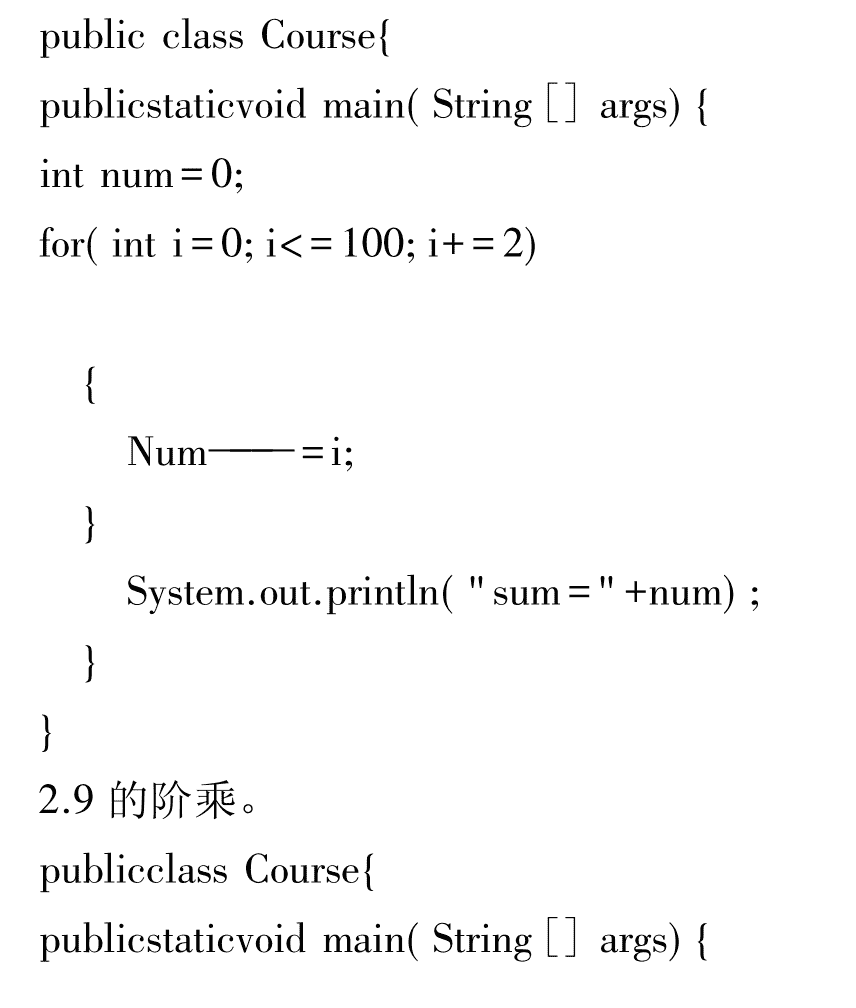 public class Course{
publicstaticvoid main( String [ ] args) {
int num=0;
for( int i=0; i<=100; i+=2)
{
Num——=i;
}
System.out.println( "sum=" +num) ;
}
}
2.9 的阶乘。
publicclass Course{
publicstaticvoid main( String [ ] args) {